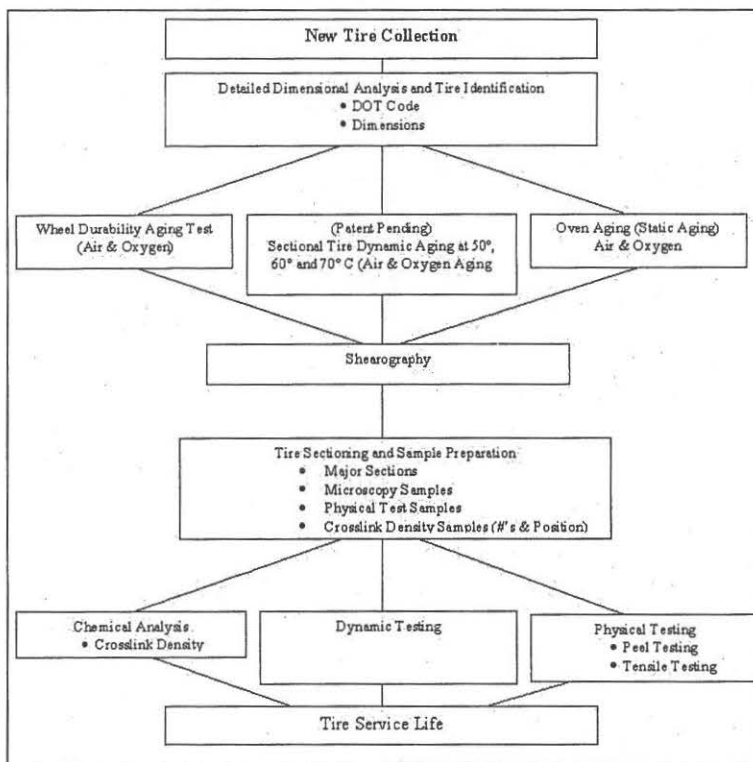 New Tire Collection
Detailed Dimensional Analysis and Tire Identification
• DOT Code
• Dimensions
Wheel Durability Aging Test
(Air & Oxygen)
(Patent Pending)
Sectional Tire Dynamic Aging at 50°,
60° and 70° C (Air & Oxygen Aging
Oven Aging (Static Aging)
Air & Oxygen
Shearography
Tire Sectioning and Sample Preparation
• Major Sections
• Microscopy Samples
• Physical Test Samples
• Crosslink Density Samples (#'s & Position)
Chemical Analysis
• Crosslink Density
Dynamic Testing
Physical Testing
• Peel Testing
• Tensile Testing
Tire Service Life